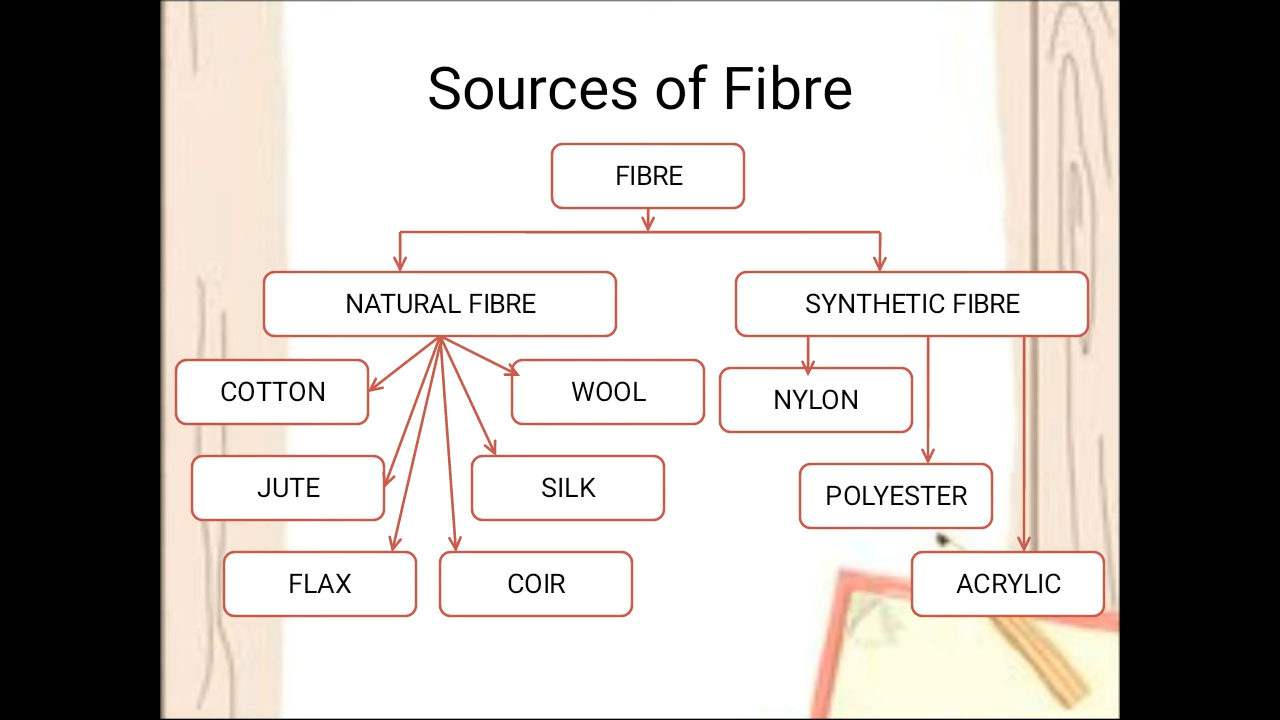 Sources of Fibre
FIBRE
NATURAL FIBRE
SYNTHETIC FIBRE
COTTON
WOOL
NYLON
JUTE
SILK
POLYESTER
FLAX
COIR
ACRYLIC